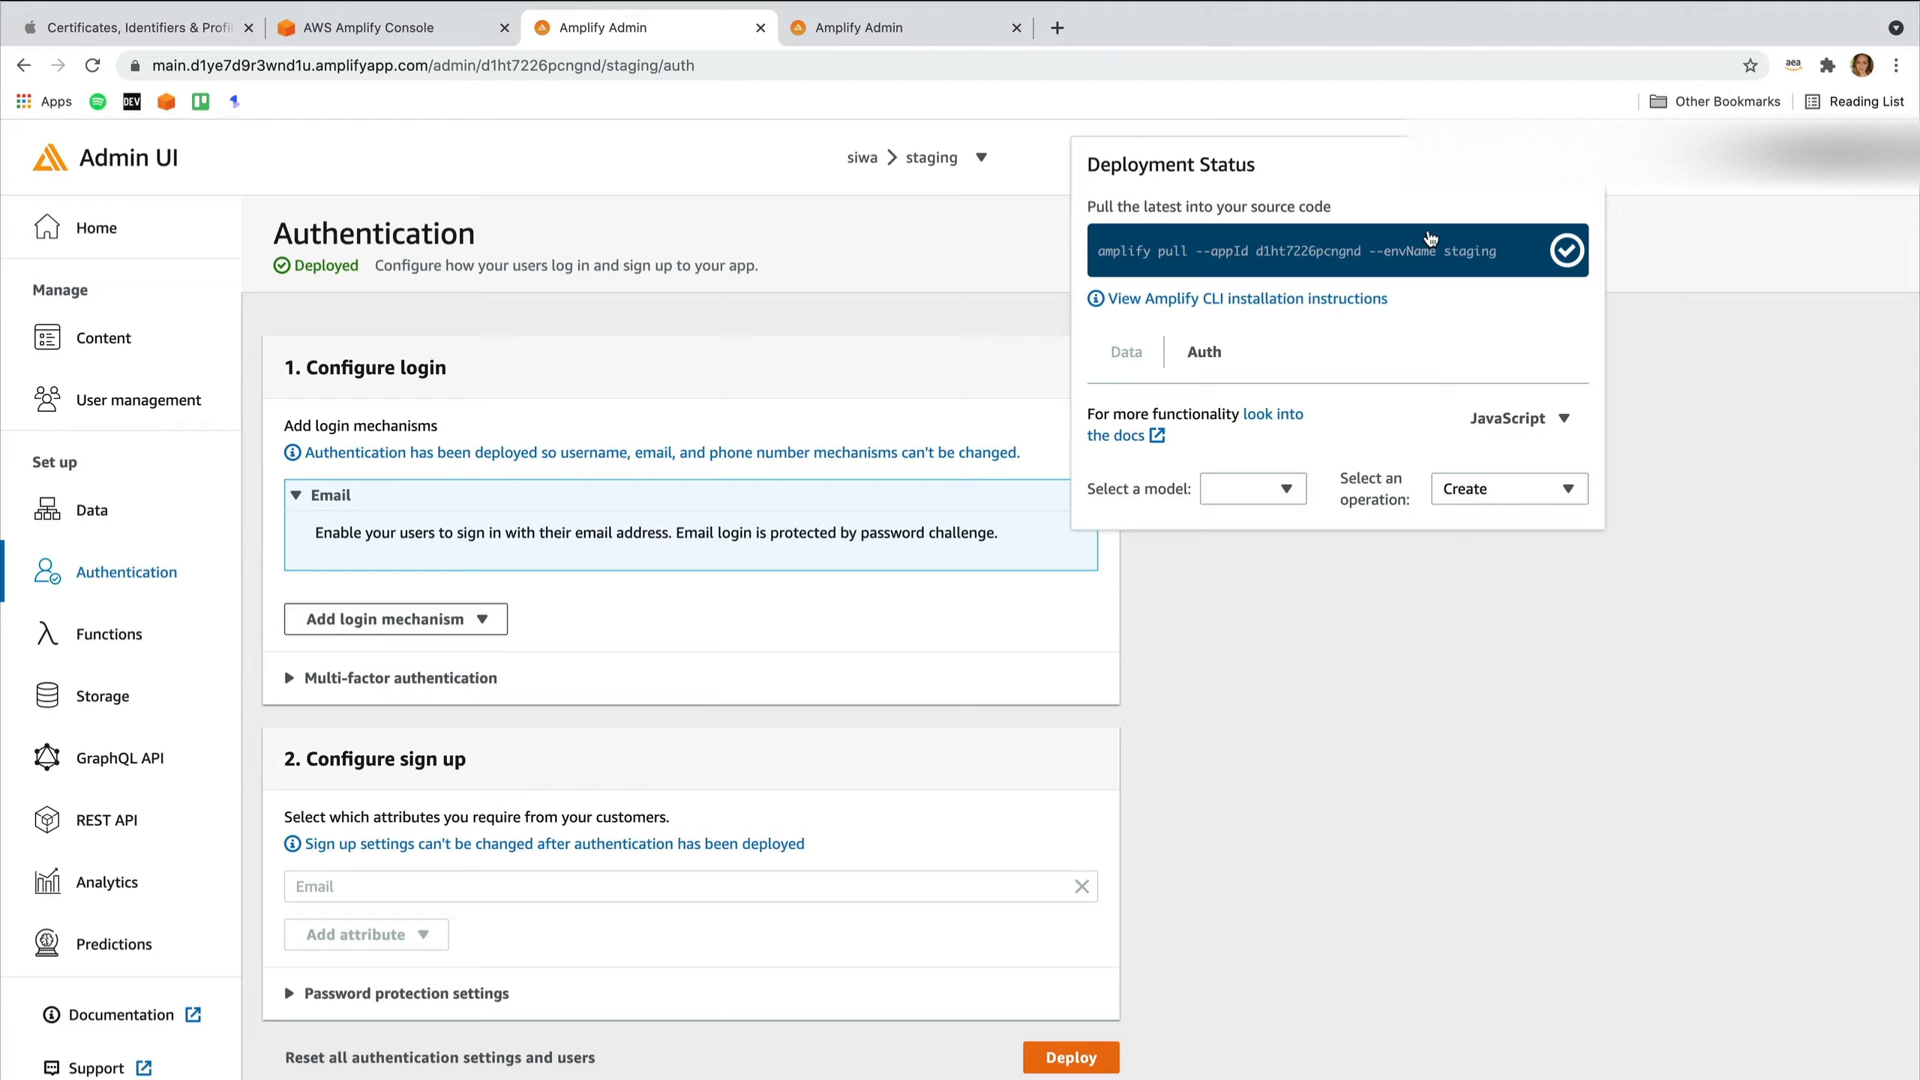 Certificates, Identifiers & Profil
AWS Amplify Console
Amplify Admin
Amplify Admin
main.d1ye7d9r3wnd1u.amplifyapp.com/admin/d1ht7226pcngnd/staging/auth
aea
Apps
DEV
Other Bookmarks
Reading List
Admin UI
siwa
staging
Home
Manage
Content
User management
Set up
Data
Authentication
Functions
Storage
GraphQL API
REST API
Analytics
Predictions
Documentation
Support
Authentication
Deployed
Configure how your users log in and sign up to your app.
1. Configure login
Add login mechanisms
Authentication has been deployed so username, email, and phone number mechanisms can't be changed.
Email
Enable your users to sign in with their email address. Email login is protected by password challenge.
Add login mechanism
Multi-factor authentication
2. Configure sign up
Select which attributes you require from your customers.
Sign up settings can't be changed after authentication has been deployed
Email
Add attribute
Password protection settings
Reset all authentication settings and users
Deploy
Deployment Status
Pull the latest into your source code
amplify pull --appId d1ht7226pcngnd --envName staging
View Amplify CLI installation instructions
Data
Auth
For more functionality look into
the docs
JavaScript
Select a model:
Select an
operation:
Create